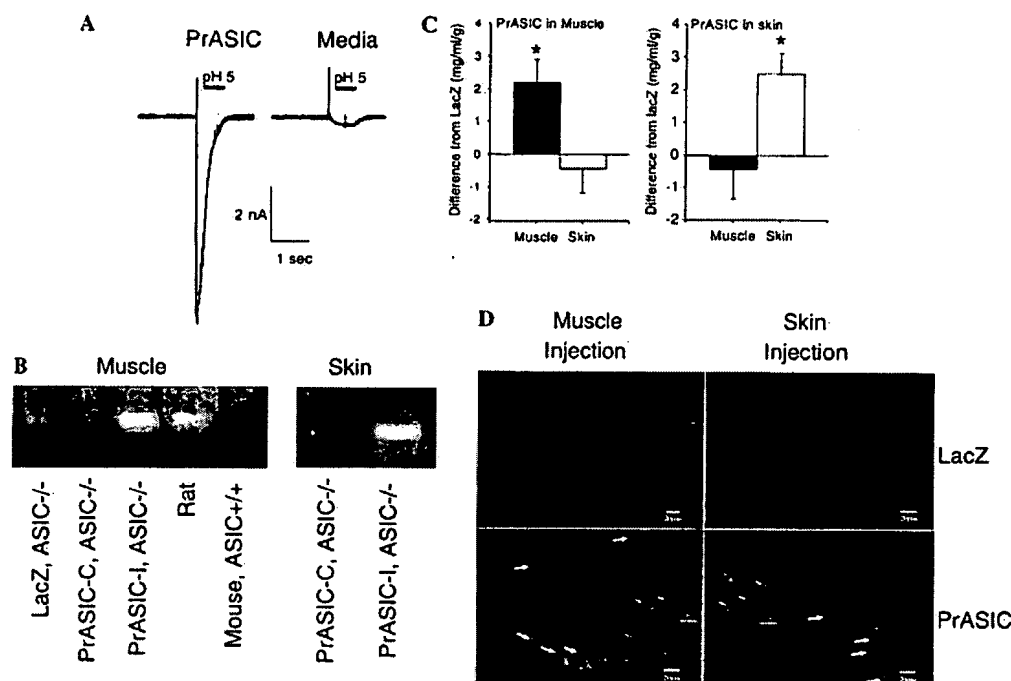 A
PrASIC
Media
pH 5
pH 5
2 nA
1 sec
B
Muscle
Skin
LacZ, ASIC-/-
PrASIC-C, ASIC-/-
PrASIC-I, ASIC-/-
Rat
Mouse, ASIC+/+
PrASIC-C, ASIC-/-
PrASIC-I, ASIC-/-
C
PrASIC in Muscle
Difference from LacZ (mg/ml/g)
4
3
2
1
0
-1
-2
*
Muscle
Skin
PrASIC in skin
Difference from lacZ (mg/ml/g)
4
3
2
1
0
-1
-2
*
Muscle
Skin
D
Muscle
Injection
Skin
Injection
LacZ
PrASIC